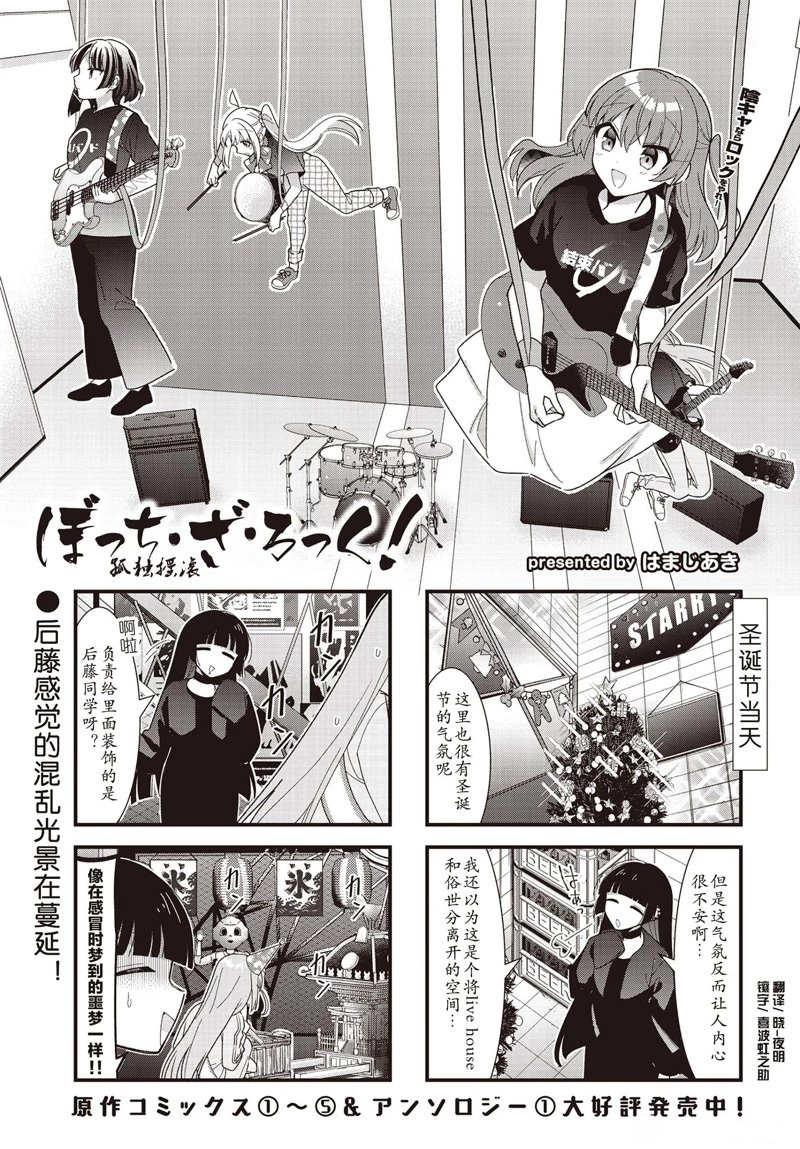 陰キャならロックをやれ!
結束バンド
ぼっち・ざ・ろっく!
孤独摇滚
presented by はまじあき
圣诞节当天
STARRY
这里也很有圣诞
节的气氛呢
但是这气氛反而让人内心
很不安啊…
我还以为这是个将live house
和俗世分离开的空间…
啊啦
负责给里面装饰的是
后藤同学呀?
氷
氷
カン
カン
像在感冒时梦到的噩梦一样!!
●后藤感觉的混乱光景在蔓延!
翻译/晓-夜明
镶字/喜波虹之助
原作コミックス①~⑤&アンソロジー①大好評発売中!